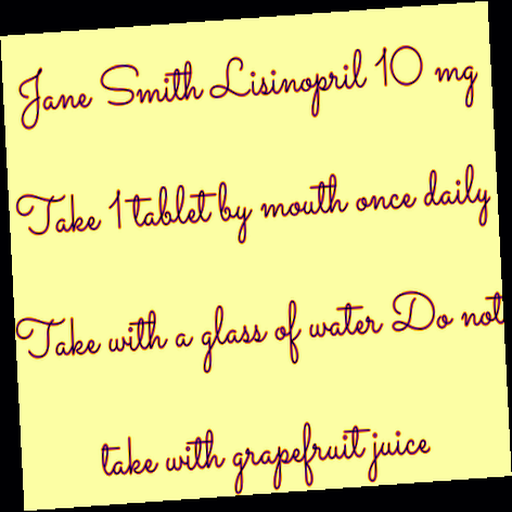 Jane Smith Lisinopril 10 mg
Take 1 tablet by mouth once daily
Take with a glass of water Do not
take with grapefruit juice